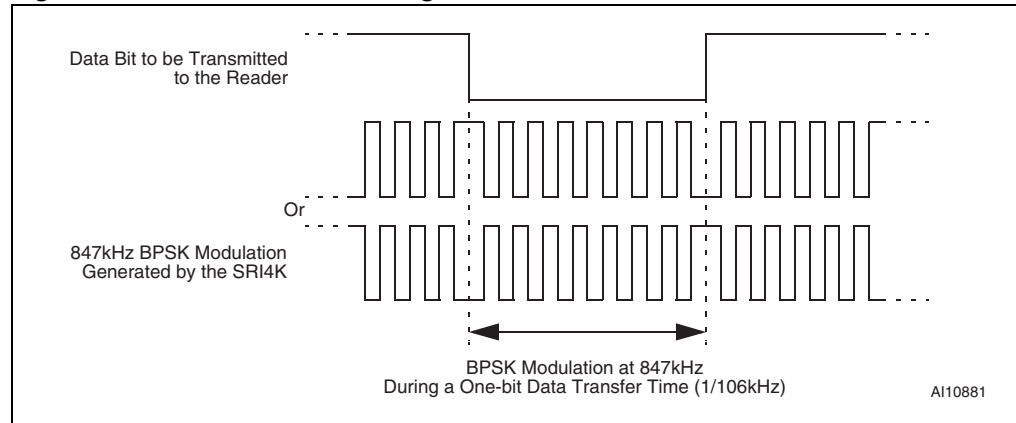 Data Bit to be Transmitted
to the Reader
Or
847kHz BPSK Modulation
Generated by the SRI4K
BPSK Modulation at 847kHz
During a One-bit Data Transfer Time (1/106kHz)
AI10881